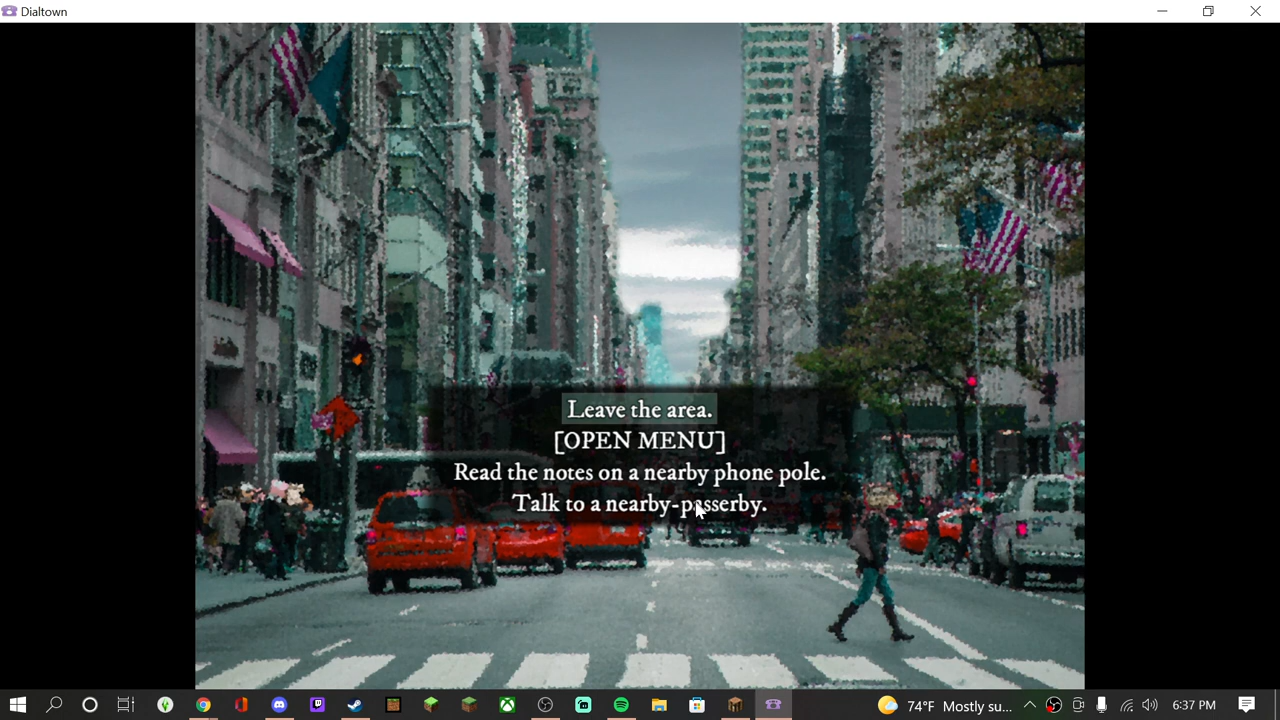 Dialtown
Leave the area.
[OPEN MENU]
Read the notes on a nearby phone pole.
Talk to a nearby-passerby.
74°F Mostly su...
6:37 PM